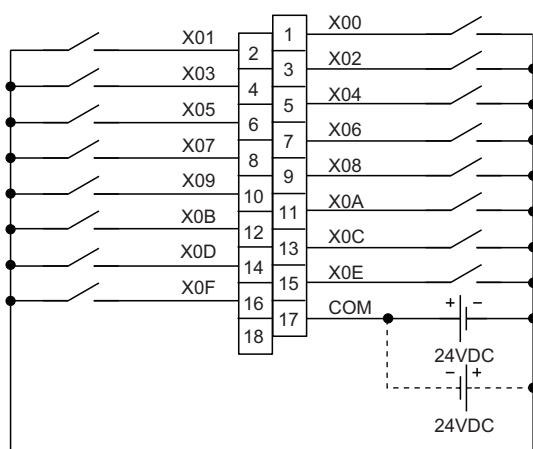 X00
X01
1
2
X02
X03
3
4
X04
X05
5
6
X06
X07
7
8
X08
X09
9
10
X0A
X0B
11
12
X0C
X0D
13
14
X0E
X0F
15
16
COM
17
+ −
18
24VDC
− +
24VDC